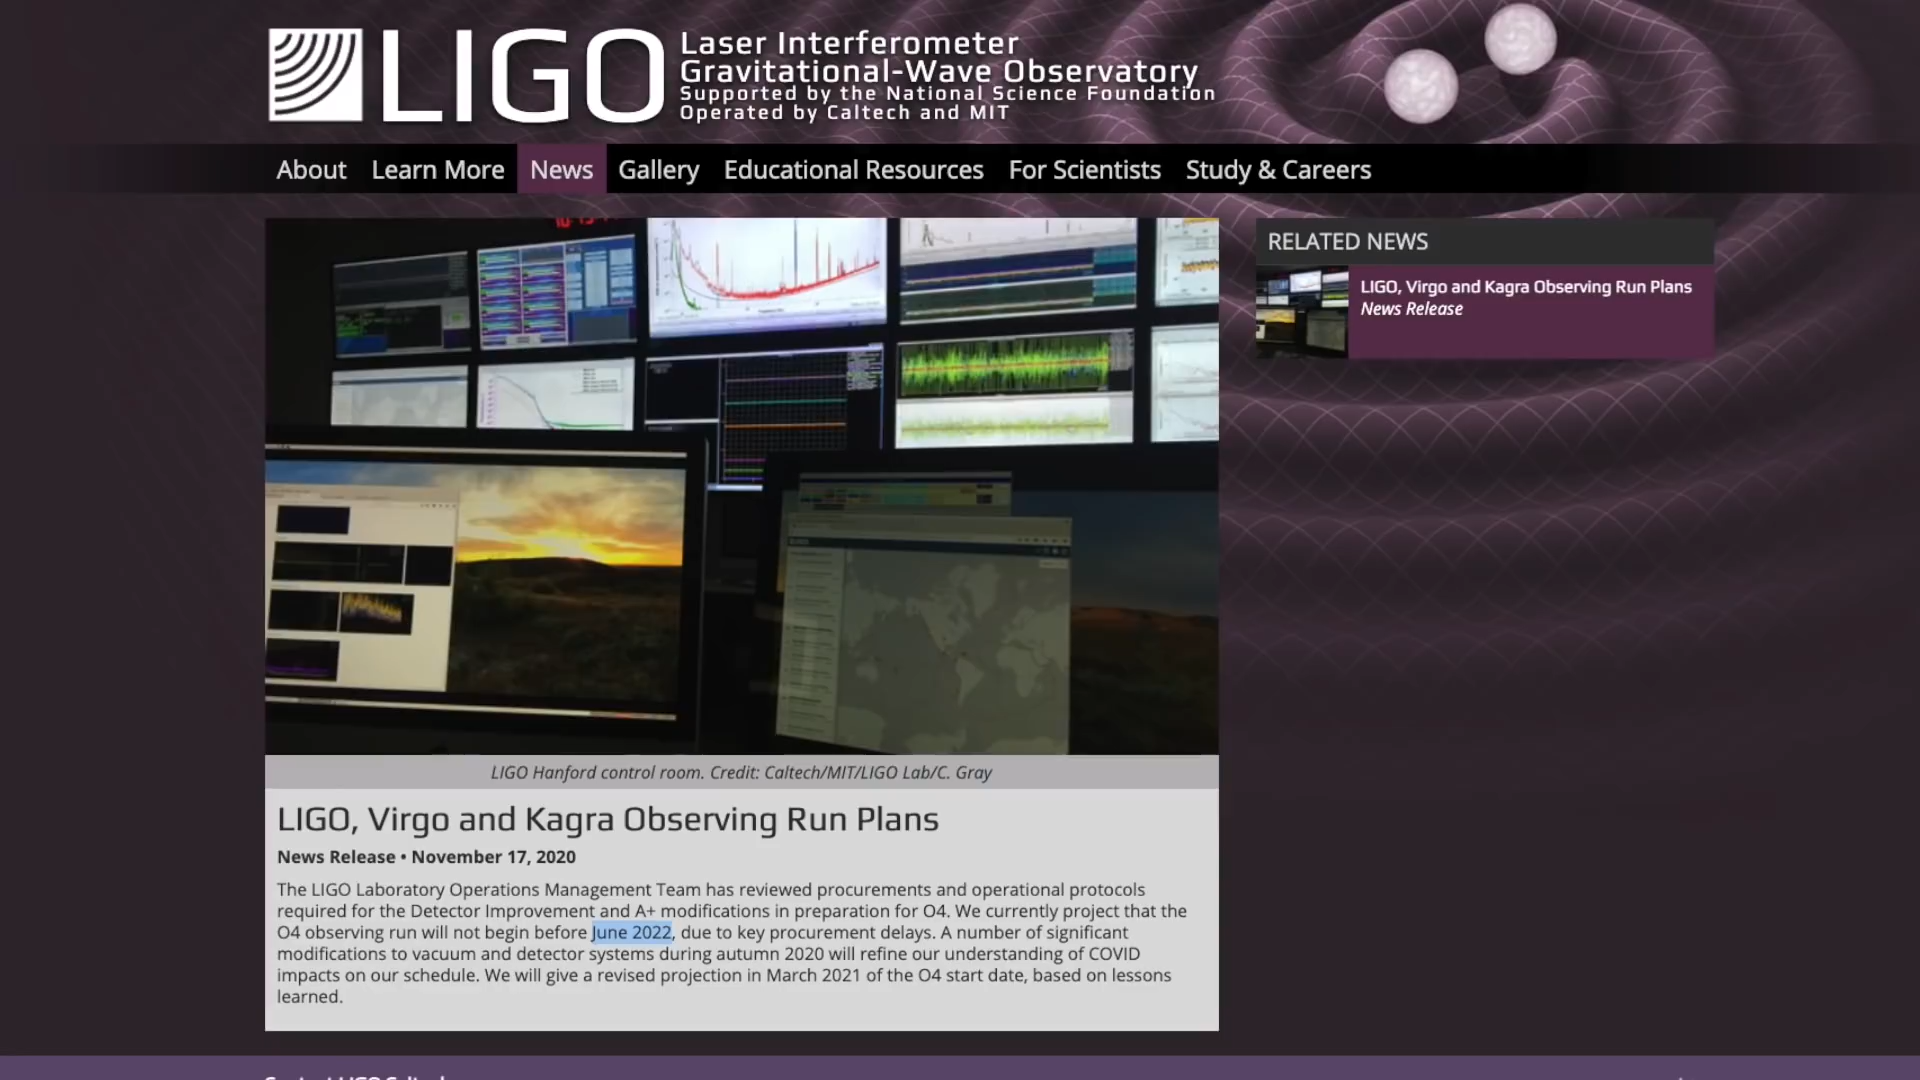 LIGO
Laser Interferometer
Gravitational-Wave Observatory
Supported by the National Science Foundation
Operated by Caltech and MIT
About Learn More News Gallery Educational Resources For Scientists Study & Careers
RELATED NEWS
LIGO, Virgo and Kagra Observing Run Plans
News Release
LIGO Hanford control room. Credit: Caltech/MIT/LIGO Lab/C. Gray
LIGO, Virgo and Kagra Observing Run Plans
News Release • November 17, 2020
The LIGO Laboratory Operations Management Team has reviewed procurements and operational protocols
required for the Detector Improvement and A+ modifications in preparation for O4. We currently project that the
O4 observing run will not begin before June 2022, due to key procurement delays. A number of significant
modifications to vacuum and detector systems during autumn 2020 will refine our understanding of COVID
impacts on our schedule. We will give a revised projection in March 2021 of the O4 start date, based on lessons
learned.